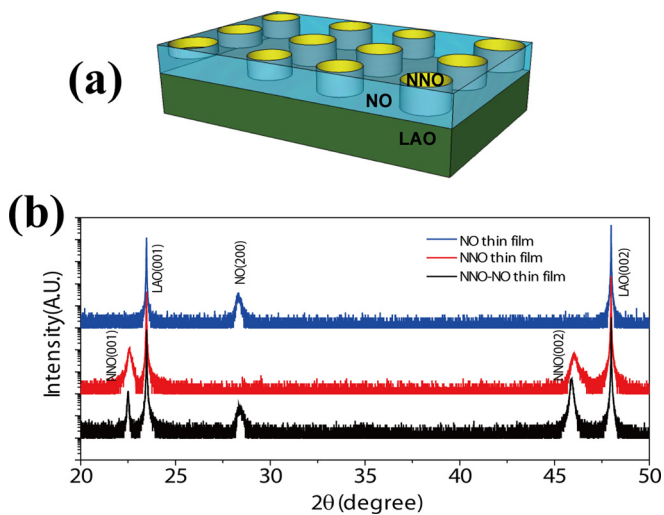 (a)
NNO
NO
LAO
(b)
NO thin film
NNO thin film
NNO-NO thin film
LAO(001)
NO(200)
LAO(002)
NNO(001)
NNO(002)
Intensity(A.U.)
20 25 30 35 40 45 50
2θ(degree)